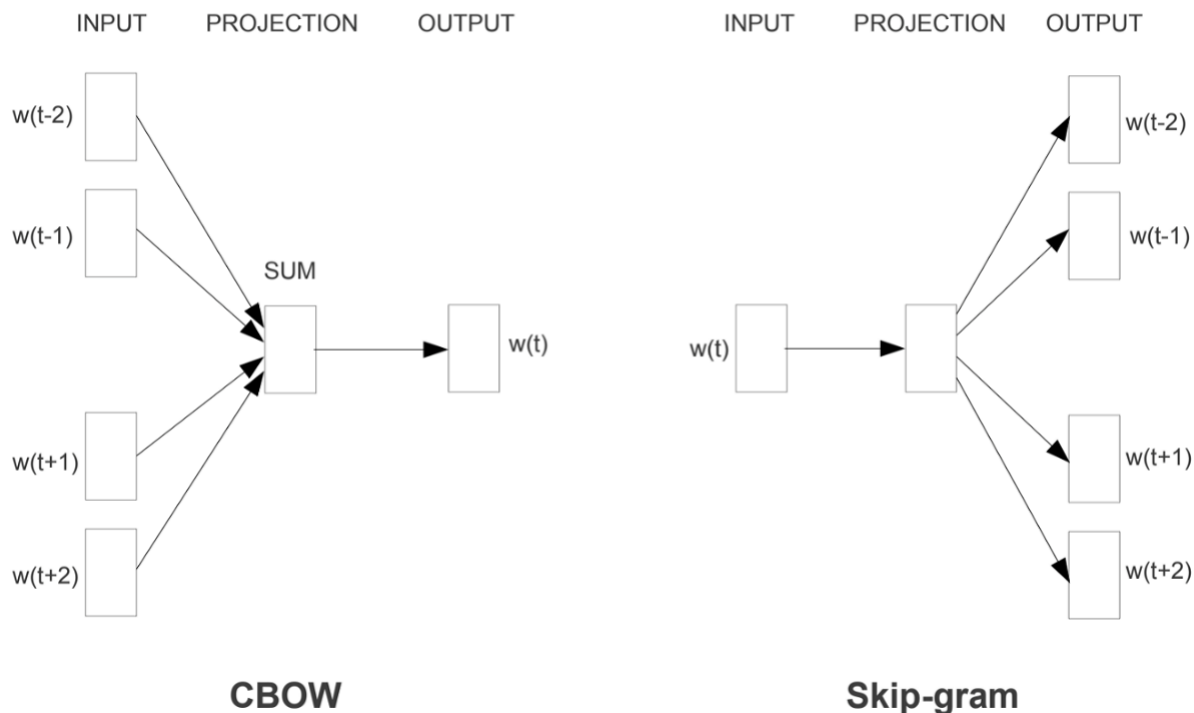 INPUT PROJECTION OUTPUT
w(t-2)
w(t-1)
SUM
w(t)
w(t+1)
w(t+2)
CBOW
INPUT PROJECTION OUTPUT
w(t-2)
w(t-1)
w(t)
w(t+1)
w(t+2)
Skip-gram